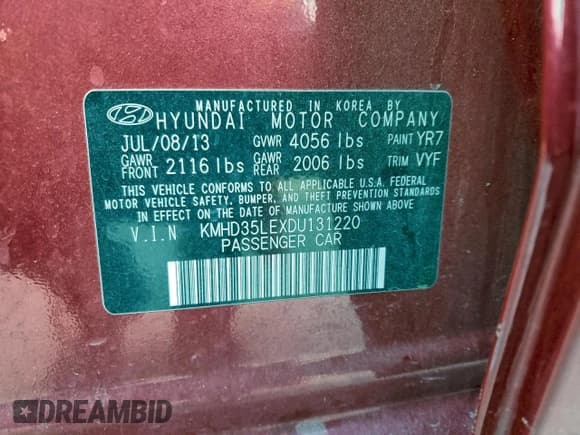 MANUFACTURED IN KOREA BY
HYUNDAI MOTOR COMPANY
JUL/08/13 GVWR 4056 lbs PAINT YR7
GAWR FRONT 2116 lbs GAWR REAR 2006 lbs TRIM VYF
THIS VEHICLE CONFORMS TO ALL APPLICABLE U.S.A. FEDERAL
MOTOR VEHICLE SAFETY, BUMPER, AND THEFT PREVENTION STANDARDS
IN EFFECT ON THE DATE OF MANUFACTURE SHOWN ABOVE
V.I.N KMHD35LEXDU131220
PASSENGER CAR
DREAMBID